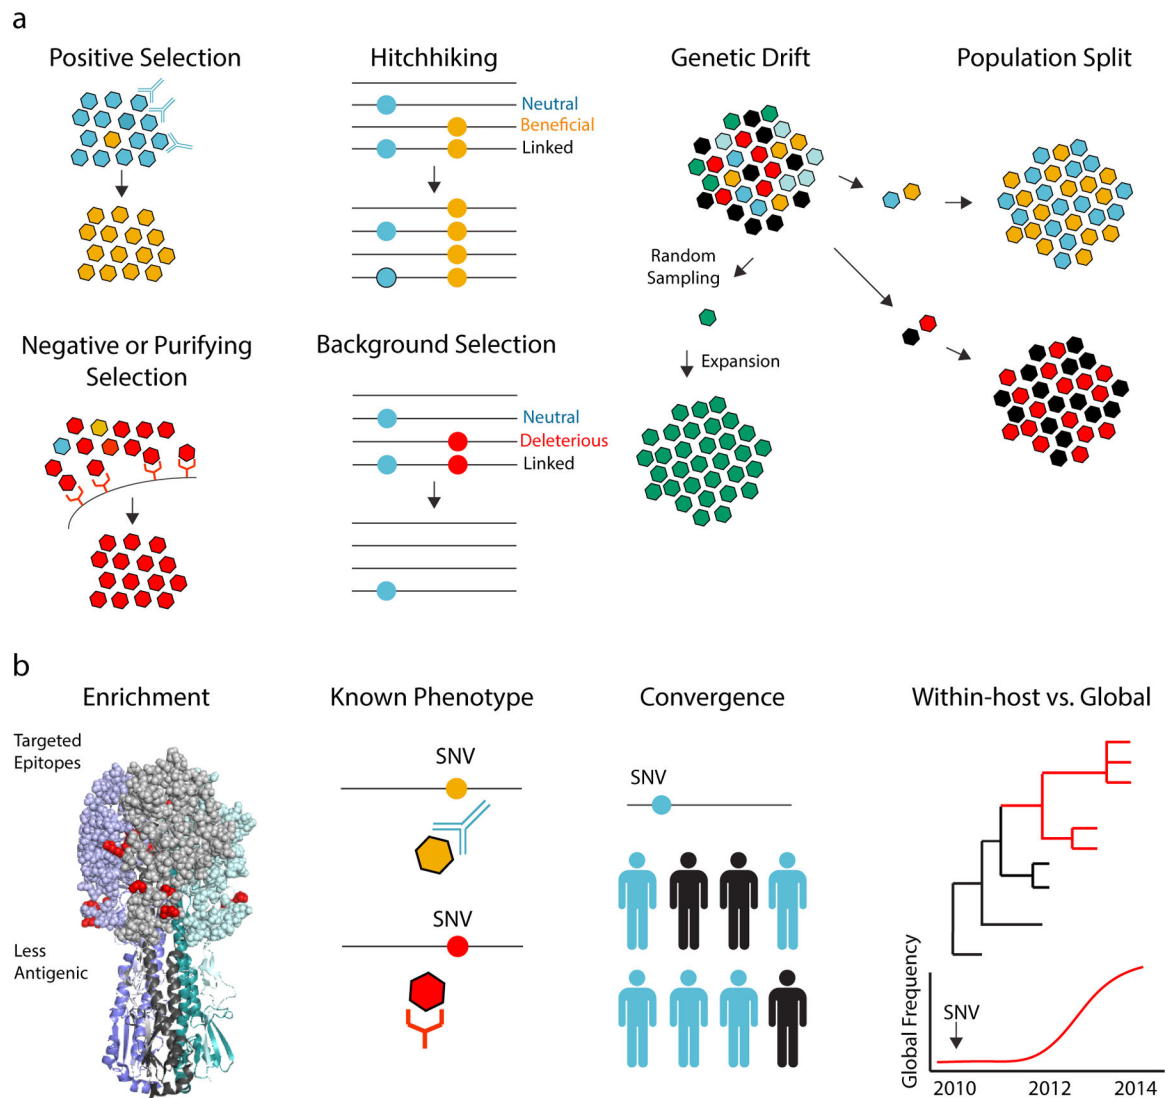 a
Positive Selection
Hitchhiking
Genetic Drift
Population Split
Neutral
Beneficial
Linked
Random
Sampling
Expansion
Negative or Purifying
Selection
Background Selection
Neutral
Deleterious
Linked
b
Enrichment
Known Phenotype
Convergence
Within-host vs. Global
Targeted
Epitopes
Less
Antigenic
SNV
SNV
SNV
Global Frequency
SNV
2010
2012
2014